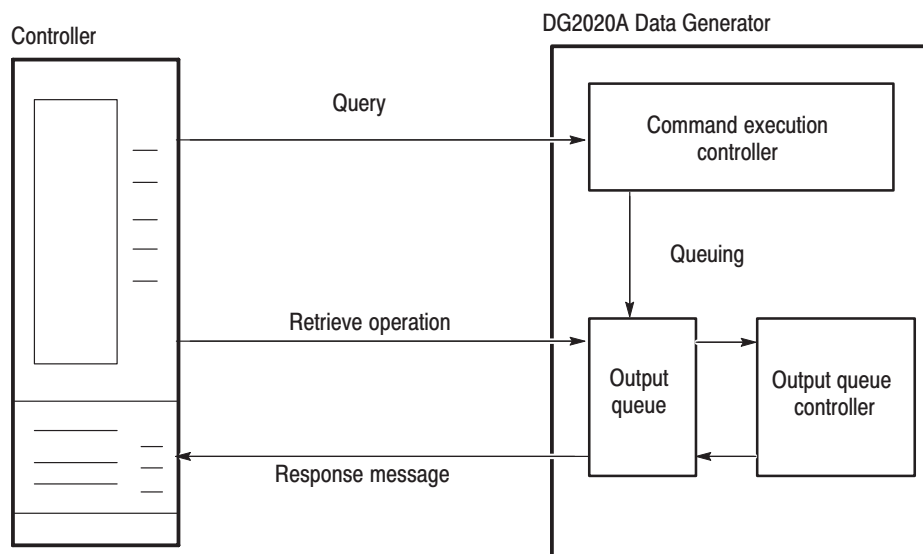 DG2020A Data Generator
Controller
Query
Command execution
controller
Queuing
Retrieve operation
Output
queue
Output queue
controller
Response message